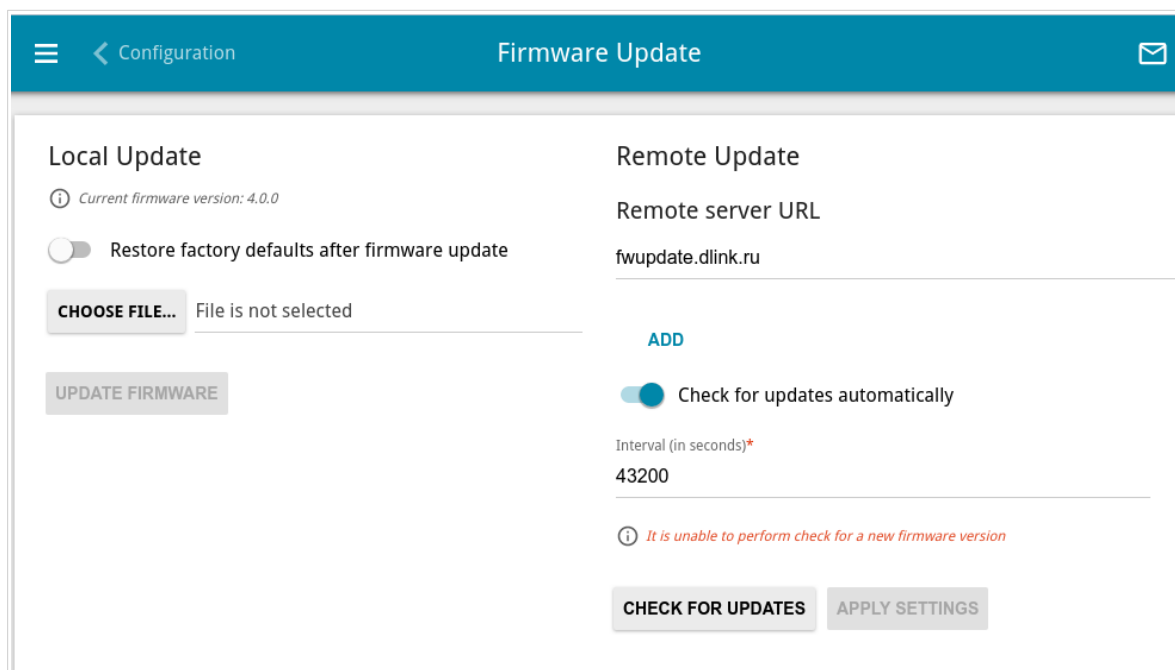 Configuration
Firmware Update
Local Update
Current firmware version: 4.0.0
Restore factory defaults after firmware update
CHOOSE FILE...
File is not selected
UPDATE FIRMWARE
Remote Update
Remote server URL
fwupdate.dlink.ru
ADD
Check for updates automatically
Interval (in seconds)*
43200
It is unable to perform check for a new firmware version
CHECK FOR UPDATES
APPLY SETTINGS